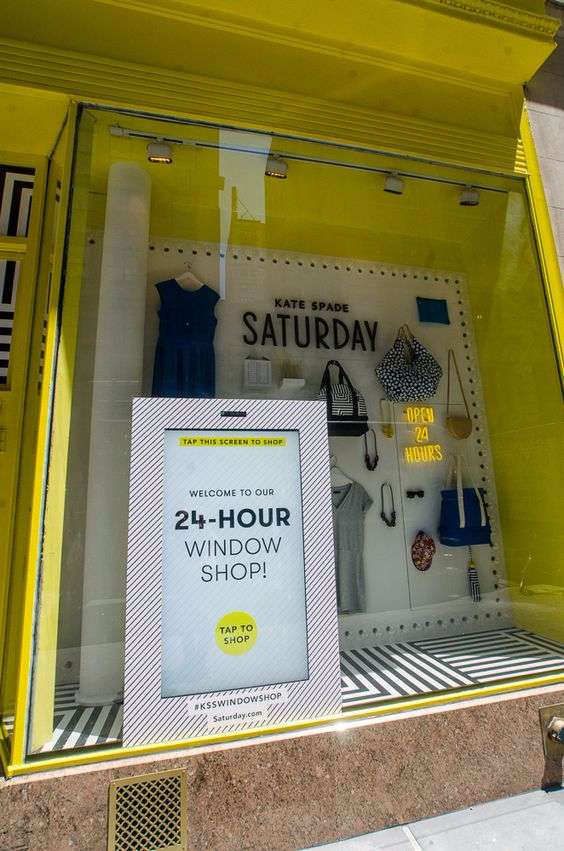 KATE SPADE
SATURDAY
OPEN
24
HOURS
TAP THIS SCREEN TO SHOP
WELCOME TO OUR
24-HOUR
WINDOW
SHOP!
TAP TO
SHOP
#KSSWINDOWSHOP
Saturday.com